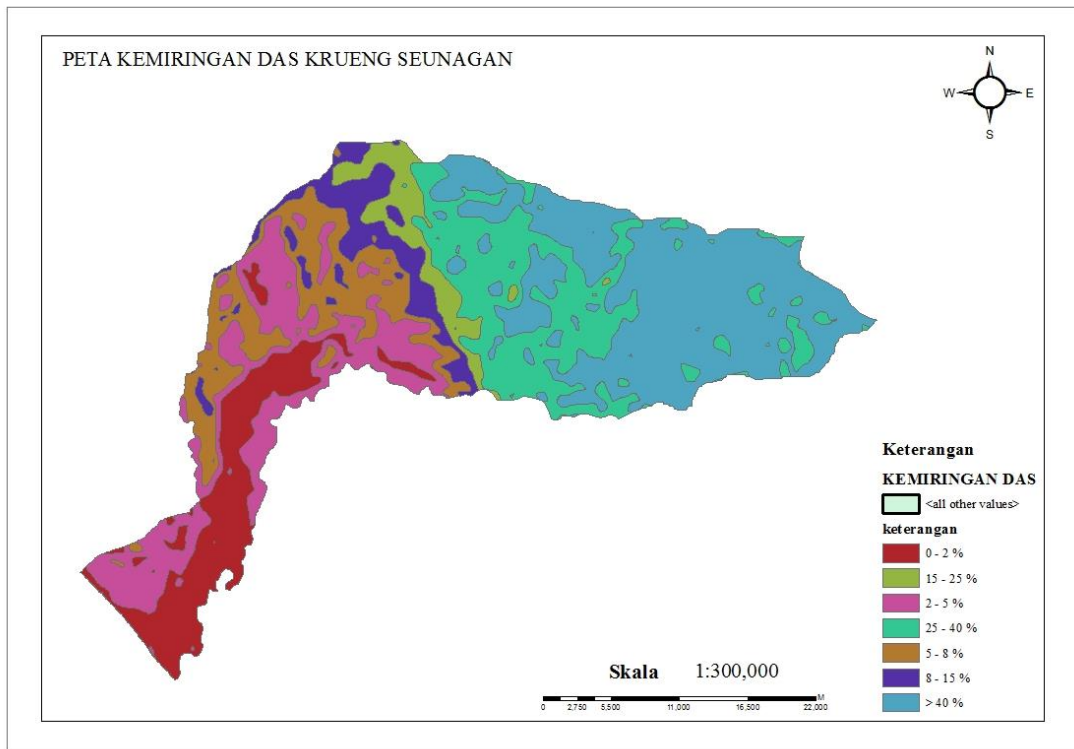 PETA KEMIRINGAN DAS KRUENG SEUNAGAN
N
W E
S
Keterangan
KEMIRINGAN DAS
<all other values>
keterangan
0 - 2 %
15 - 25 %
2 - 5 %
25 - 40 %
5 - 8 %
8 - 15 %
> 40 %
Skala 1:300,000
M
0 2,750 5,500 11,000 16,500 22,000